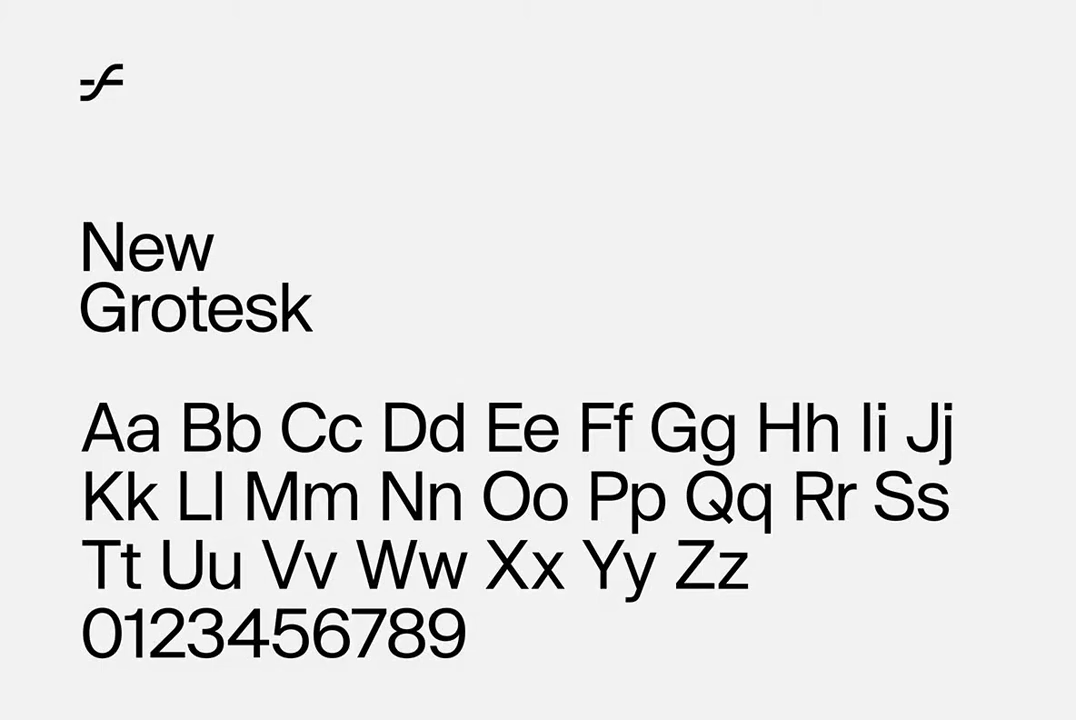 New
Grotesk
Aa Bb Cc Dd Ee Ff Gg Hh Ii Jj
Kk Ll Mm Nn Oo Pp Qq Rr Ss
Tt Uu Vv Ww Xx Yy Zz
0123456789